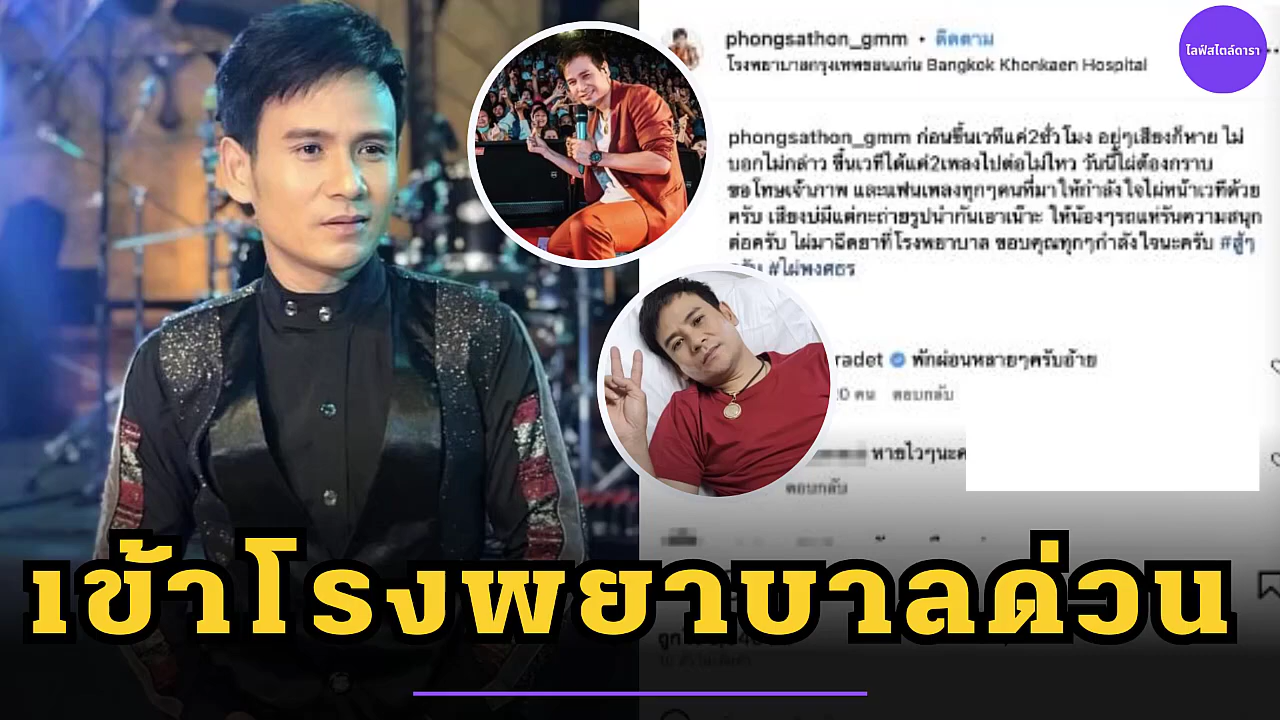 phongsathon_gmm • ติดตาม
โรงพยาบาลกรุงเทพขอนแก่น Bangkok Khonkaen Hospital
ไลฟ์สไตล์ดารา
phongsathon_gmm ก่อนขึ้นเวทีแค่2ชั่วโมง อยู่ๆเสียงก็หาย ไม่
บอกไม่กล่าว ขึ้นเวทีได้แค่2เพลงไปต่อไม่ไหว วันนี้ไผ่ต้องกราบ
ขอโทษเจ้าภาพ และแฟนเพลงทุกๆคนที่มาให้กำลังใจไผ่หน้าเวทีด้วย
ครับ เสียงบ่มีแต่กะถ่ายรูปนำกันเอาเน๊าะ ให้น้องๆรถแห่รันความสนุก
ต่อครับ ไผ่มาฉีดยาที่โรงพยาบาล ขอบคุณทุกๆกำลังใจนะครับ #สู้ๆ
#ไผ่พงศธร
radet พักผ่อนหลายๆครับอ้าย
คน ตอบกลับ
หายไวๆนะ
ตอบกลับ
เข้าโรงพยาบาลด่วน